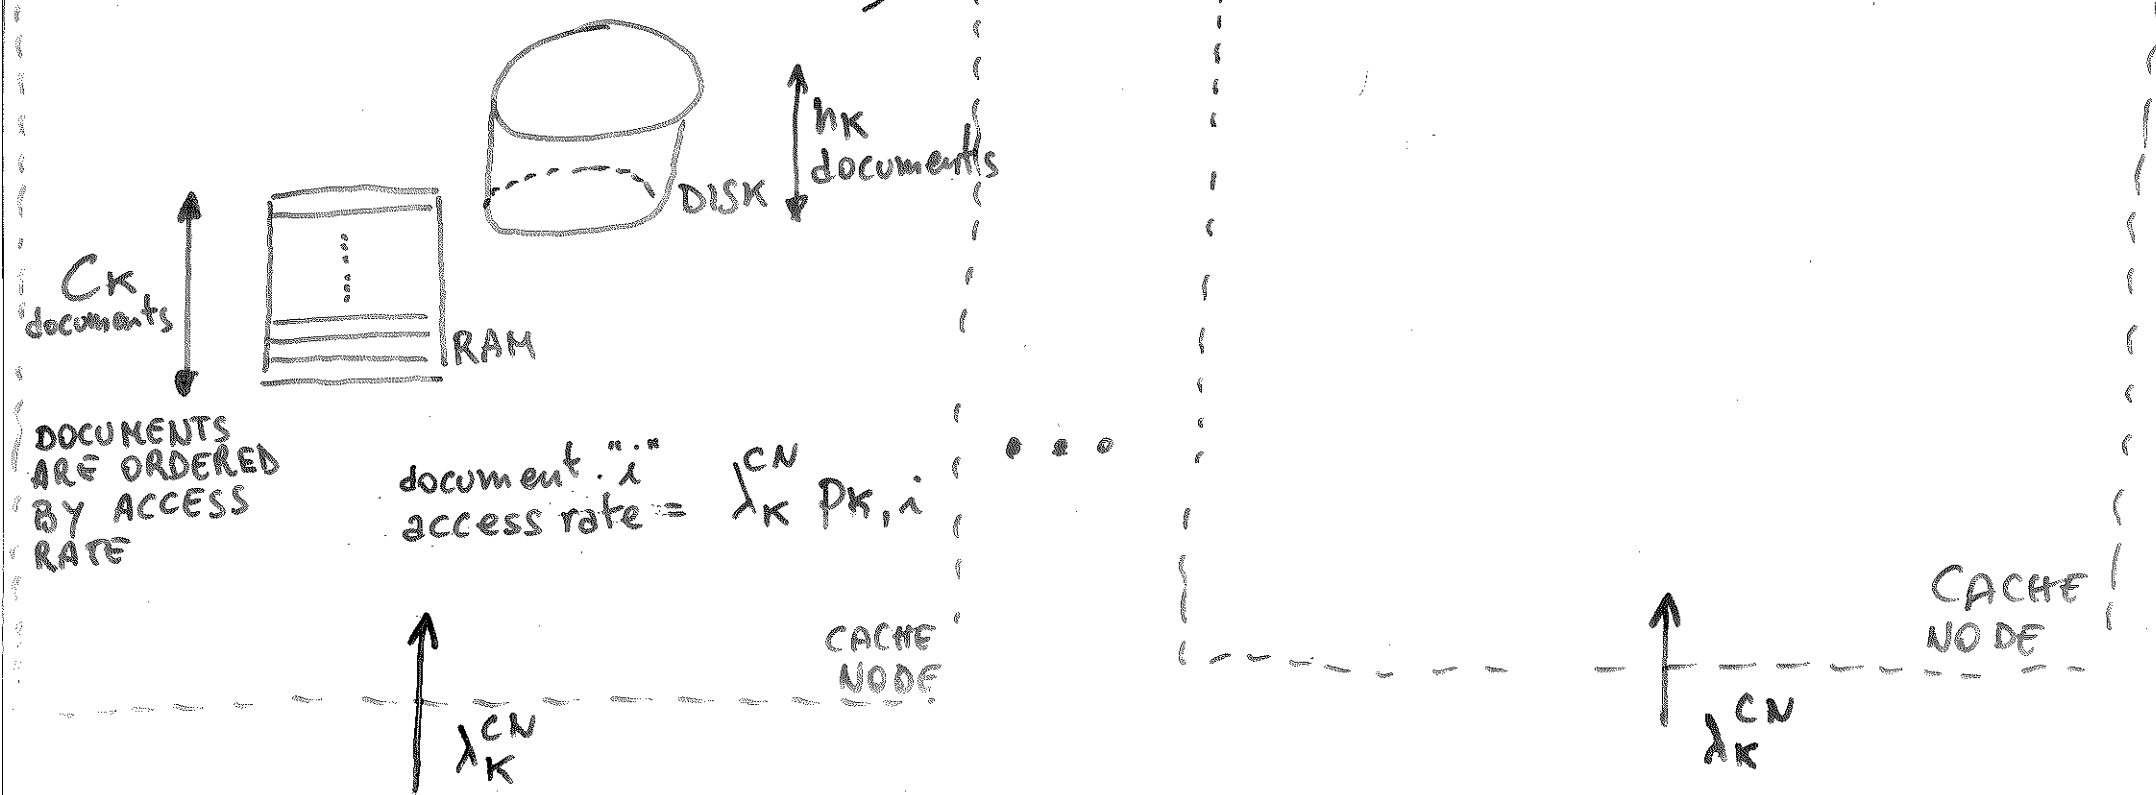 nK
documents
DISK
CK
documents
RAM
DOCUMENTS
ARE ORDERED
BY ACCESS
RATE
document "i"
access rate = λK^CN PK,i
CACHE
NODE
λK^CN
CACHE
NODE
λK^CN